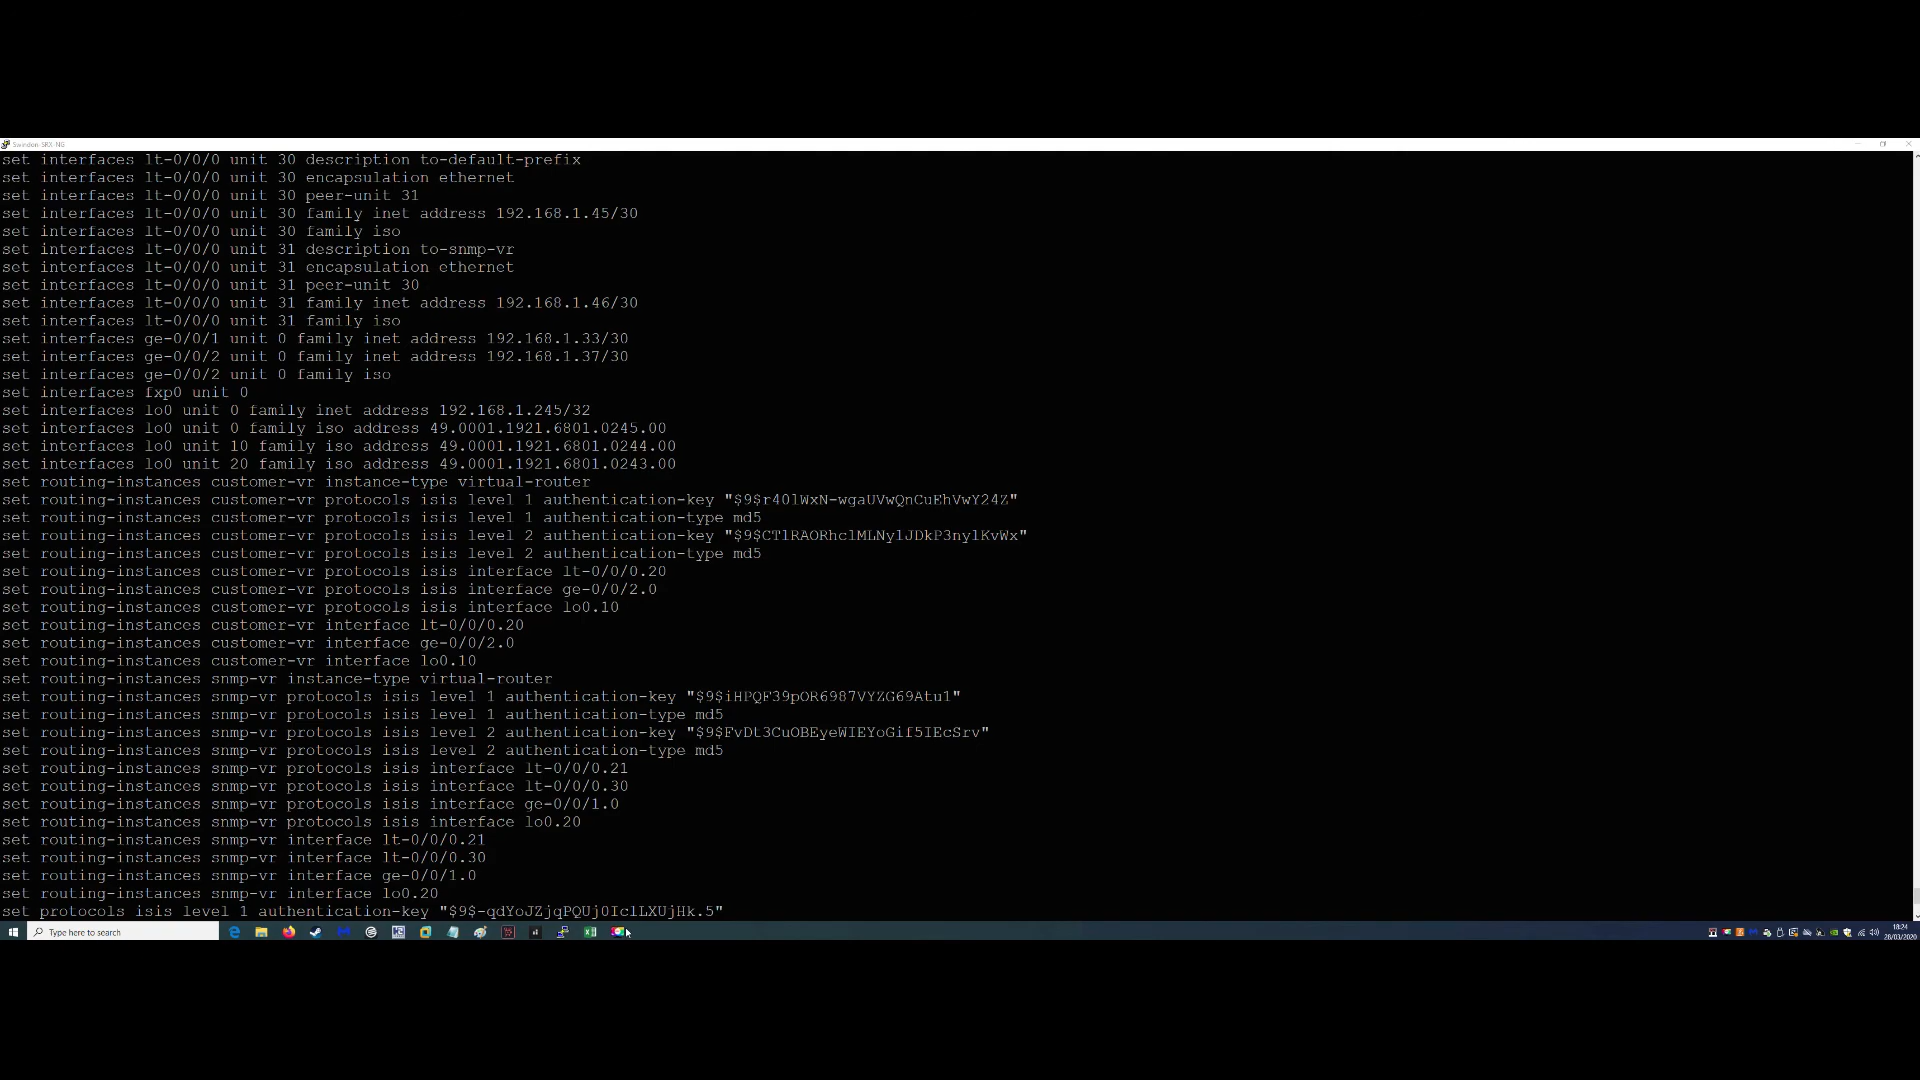 Swindon-SRX_NG
set interfaces lt-0/0/0 unit 30 description to-default-prefix
set interfaces lt-0/0/0 unit 30 encapsulation ethernet
set interfaces lt-0/0/0 unit 30 peer-unit 31
set interfaces lt-0/0/0 unit 30 family inet address 192.168.1.45/30
set interfaces lt-0/0/0 unit 30 family iso
set interfaces lt-0/0/0 unit 31 description to-snmp-vr
set interfaces lt-0/0/0 unit 31 encapsulation ethernet
set interfaces lt-0/0/0 unit 31 peer-unit 30
set interfaces lt-0/0/0 unit 31 family inet address 192.168.1.46/30
set interfaces lt-0/0/0 unit 31 family iso
set interfaces ge-0/0/1 unit 0 family inet address 192.168.1.33/30
set interfaces ge-0/0/2 unit 0 family inet address 192.168.1.37/30
set interfaces ge-0/0/2 unit 0 family iso
set interfaces fxp0 unit 0
set interfaces lo0 unit 0 family inet address 192.168.1.245/32
set interfaces lo0 unit 0 family iso address 49.0001.1921.6801.0245.00
set interfaces lo0 unit 10 family iso address 49.0001.1921.6801.0244.00
set interfaces lo0 unit 20 family iso address 49.0001.1921.6801.0243.00
set routing-instances customer-vr instance-type virtual-router
set routing-instances customer-vr protocols isis level 1 authentication-key "$9$r40lWxN-wgaUVwQnCuEhVwY24Z"
set routing-instances customer-vr protocols isis level 1 authentication-type md5
set routing-instances customer-vr protocols isis level 2 authentication-key "$9$CT1RAORhclMLNylJDkP3nylKvWx"
set routing-instances customer-vr protocols isis level 2 authentication-type md5
set routing-instances customer-vr protocols isis interface lt-0/0/0.20
set routing-instances customer-vr protocols isis interface ge-0/0/2.0
set routing-instances customer-vr protocols isis interface lo0.10
set routing-instances customer-vr interface lt-0/0/0.20
set routing-instances customer-vr interface ge-0/0/2.0
set routing-instances customer-vr interface lo0.10
set routing-instances snmp-vr instance-type virtual-router
set routing-instances snmp-vr protocols isis level 1 authentication-key "$9$iHPQF39pOR6987VYZG69Atu1"
set routing-instances snmp-vr protocols isis level 1 authentication-type md5
set routing-instances snmp-vr protocols isis level 2 authentication-key "$9$FvDt3CuOBEyeWIEYoGif5IEcSrv"
set routing-instances snmp-vr protocols isis level 2 authentication-type md5
set routing-instances snmp-vr protocols isis interface lt-0/0/0.21
set routing-instances snmp-vr protocols isis interface lt-0/0/0.30
set routing-instances snmp-vr protocols isis interface ge-0/0/1.0
set routing-instances snmp-vr protocols isis interface lo0.20
set routing-instances snmp-vr interface lt-0/0/0.21
set routing-instances snmp-vr interface lt-0/0/0.30
set routing-instances snmp-vr interface ge-0/0/1.0
set routing-instances snmp-vr interface lo0.20
set protocols isis level 1 authentication-key "$9$-qdYoJZjqPQUj0IclLXUjHk.5"
Type here to search
18:24
28/03/2020